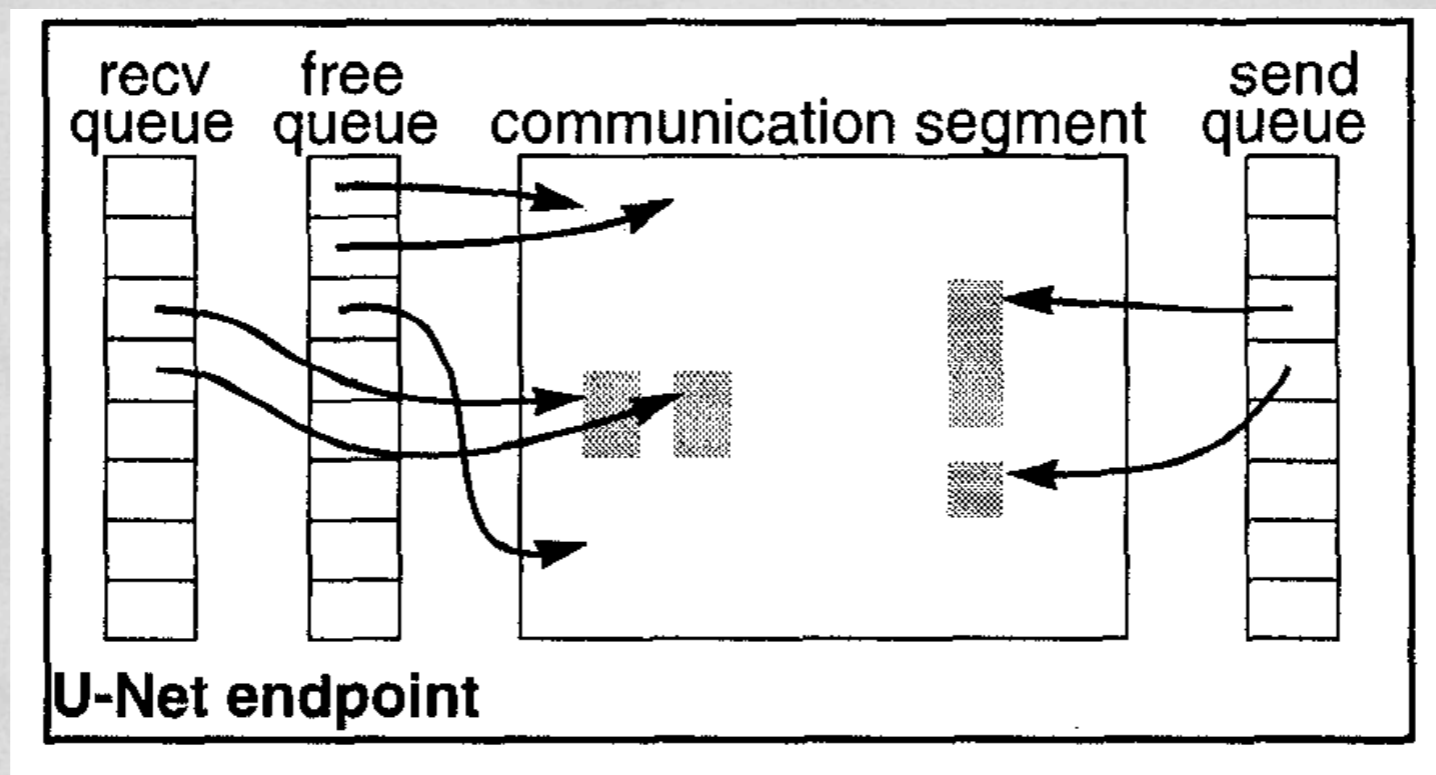 recv
queue
free
queue
communication segment
send
queue
U-Net endpoint